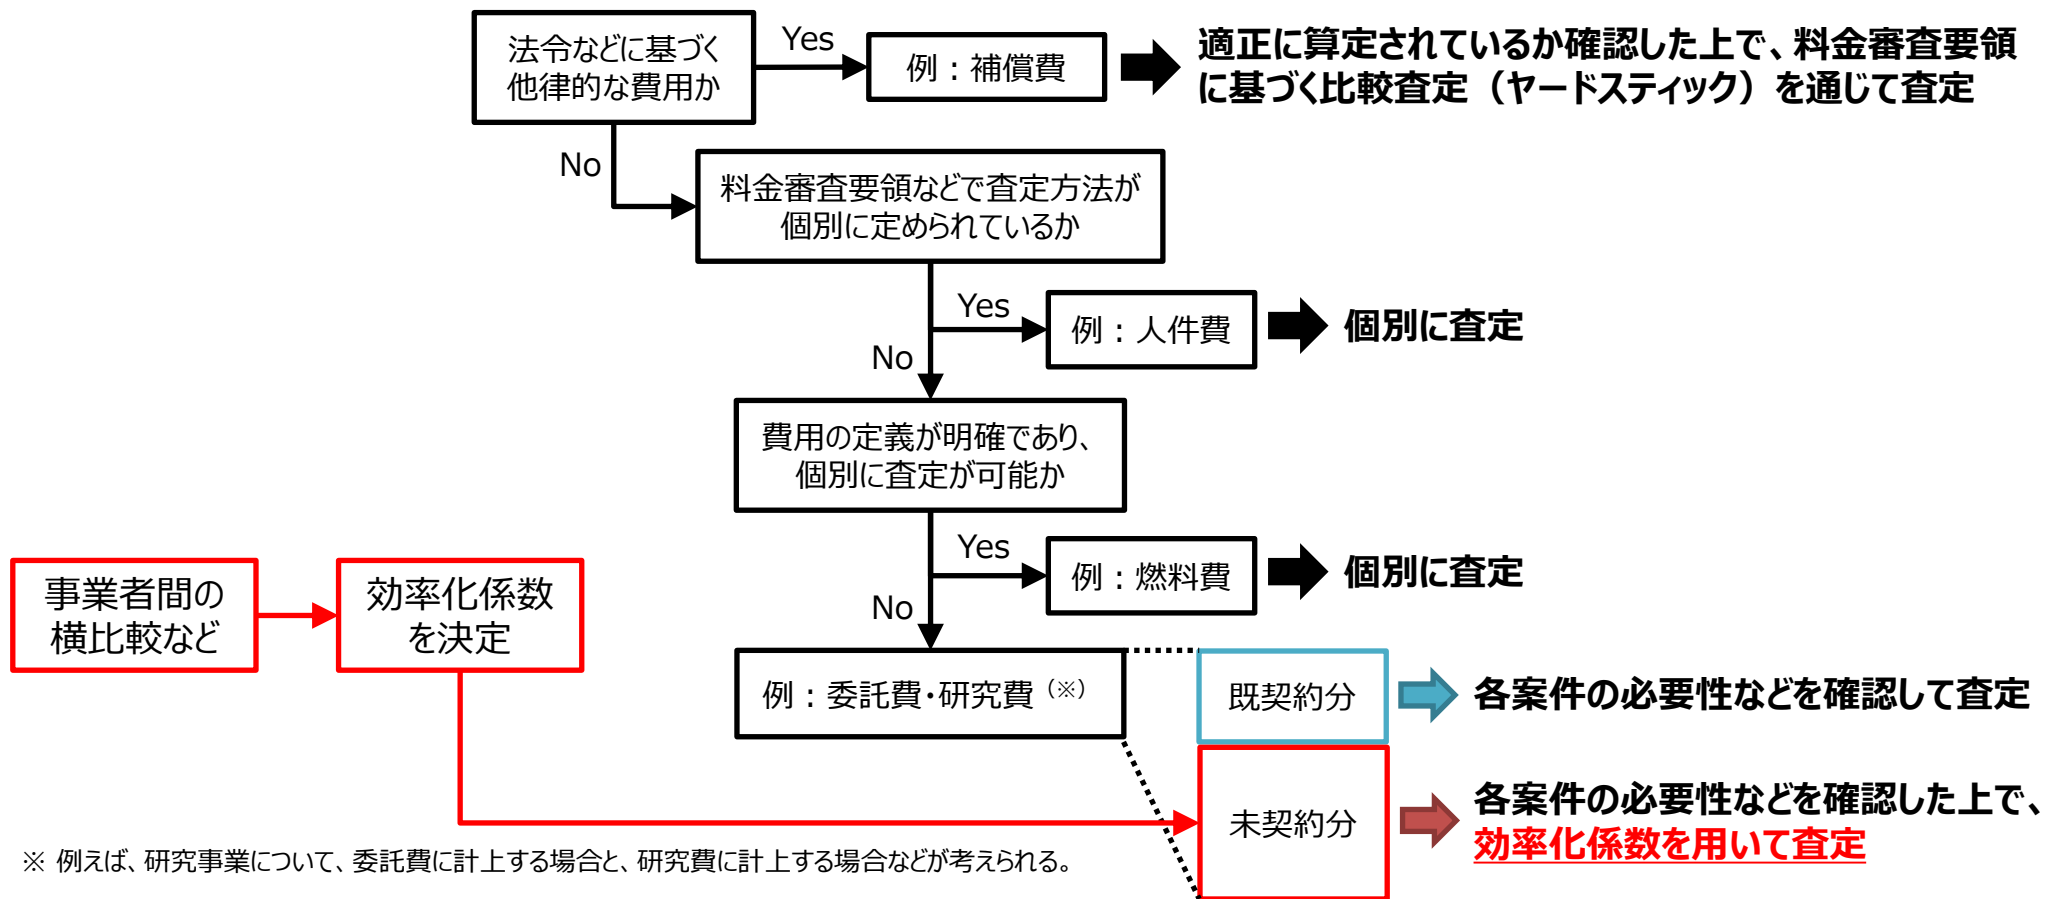 法令などに基づく
他律的な費用か
Yes
例：補償費
適正に算定されているか確認した上で、料金審査要領
に基づく比較査定（ヤードスティック）を通じて査定
No
料金審査要領などで査定方法が
個別に定められているか
Yes
例：人件費
個別に査定
No
費用の定義が明確であり、
個別に査定が可能か
Yes
例：燃料費
個別に査定
No
事業者間の
横比較など
効率化係数
を決定
例：委託費・研究費（※）
既契約分
各案件の必要性などを確認して査定
未契約分
各案件の必要性などを確認した上で、
効率化係数を用いて査定
※ 例えば、研究事業について、委託費に計上する場合と、研究費に計上する場合などが考えられる。